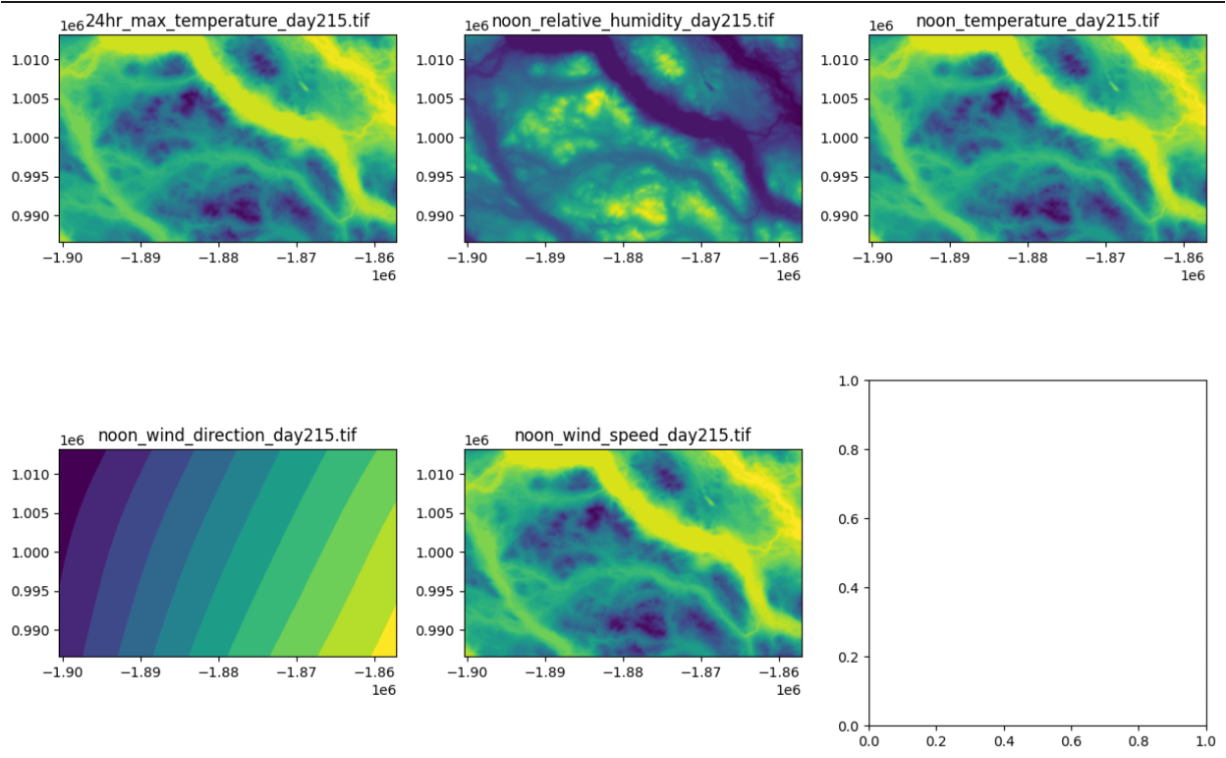 1e6 24hr_max_temperature_day215.tif
1.010
1.005
1.000
0.995
0.990
−1.90 −1.89 −1.88 −1.87 −1.86
1e6
1e6 noon_relative_humidity_day215.tif
1.010
1.005
1.000
0.995
0.990
−1.90 −1.89 −1.88 −1.87 −1.86
1e6
1e6 noon_temperature_day215.tif
1.010
1.005
1.000
0.995
0.990
−1.90 −1.89 −1.88 −1.87 −1.86
1e6
1e6 noon_wind_direction_day215.tif
1.010
1.005
1.000
0.995
0.990
−1.90 −1.89 −1.88 −1.87 −1.86
1e6
1e6 noon_wind_speed_day215.tif
1.010
1.005
1.000
0.995
0.990
−1.90 −1.89 −1.88 −1.87 −1.86
1e6
1.0
0.8
0.6
0.4
0.2
0.0
0.0 0.2 0.4 0.6 0.8 1.0